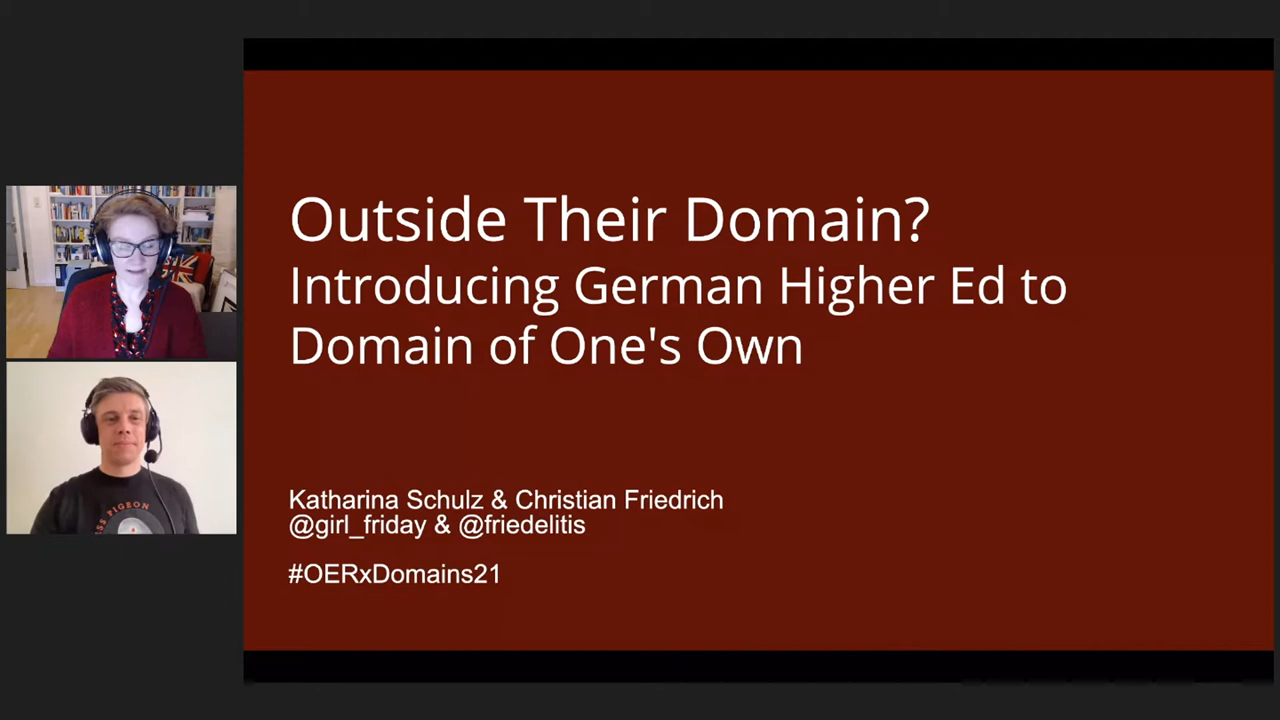 Outside Their Domain?
Introducing German Higher Ed to
Domain of One's Own
Katharina Schulz & Christian Friedrich
@girl_friday & @friedelitis
#OERxDomains21
PIGEON